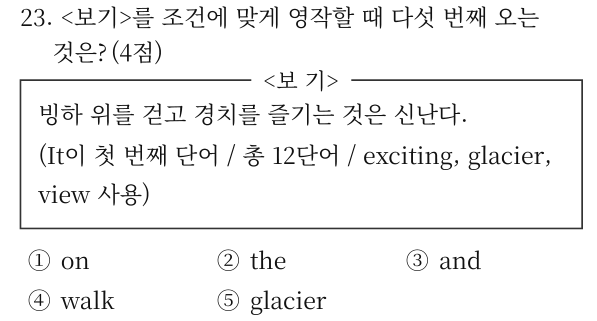 23. <보기>를 조건에 맞게 영작할 때 다섯 번째 오는
것은? (4점)
<보 기>
빙하 위를 걷고 경치를 즐기는 것은 신난다.
(It이 첫 번째 단어 / 총 12단어 / exciting, glacier,
view 사용)
① on ② the ③ and
④ walk ⑤ glacier